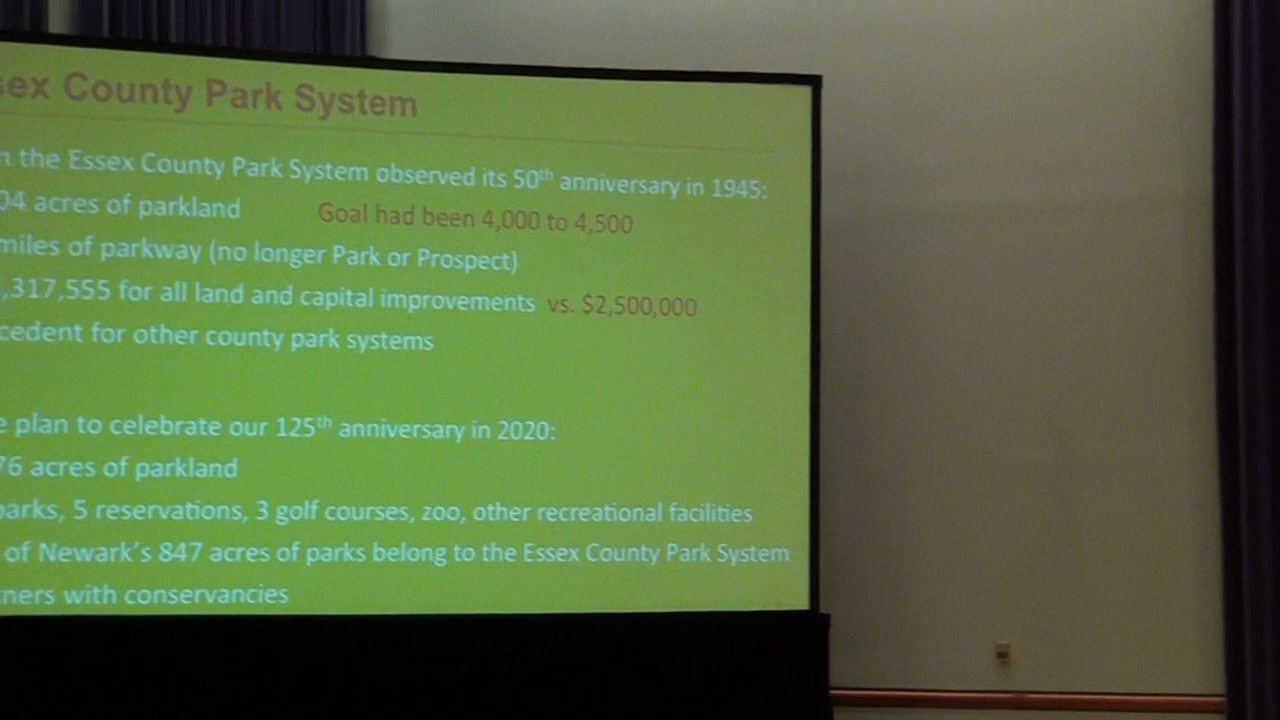 sex County Park System
n the Essex County Park System observed its 50th anniversary in 1945:
04 acres of parkland Goal had been 4,000 to 4,500
miles of parkway (no longer Park or Prospect)
,317,555 for all land and capital improvements vs. $2,500,000
cedent for other county park systems
e plan to celebrate our 125th anniversary in 2020:
76 acres of parkland
parks, 5 reservations, 3 golf courses, zoo, other recreational facilities
of Newark's 847 acres of parks belong to the Essex County Park System
ners with conservancies